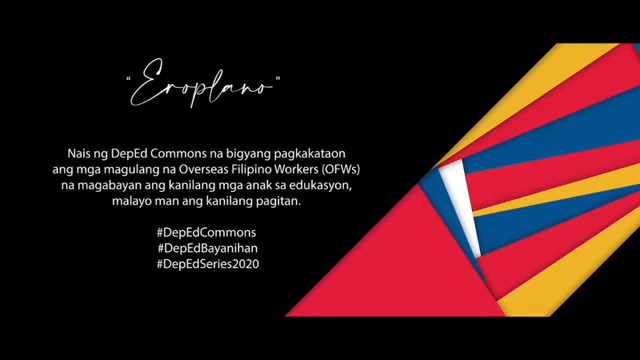 “Eroplano”
Nais ng DepEd Commons na bigyang pagkakataon
ang mga magulang na Overseas Filipino Workers (OFWs)
na magabayan ang kanilang mga anak sa edukasyon,
malayo man ang kanilang pagitan.
#DepEdCommons
#DepEdBayanihan
#DepEdSeries2020